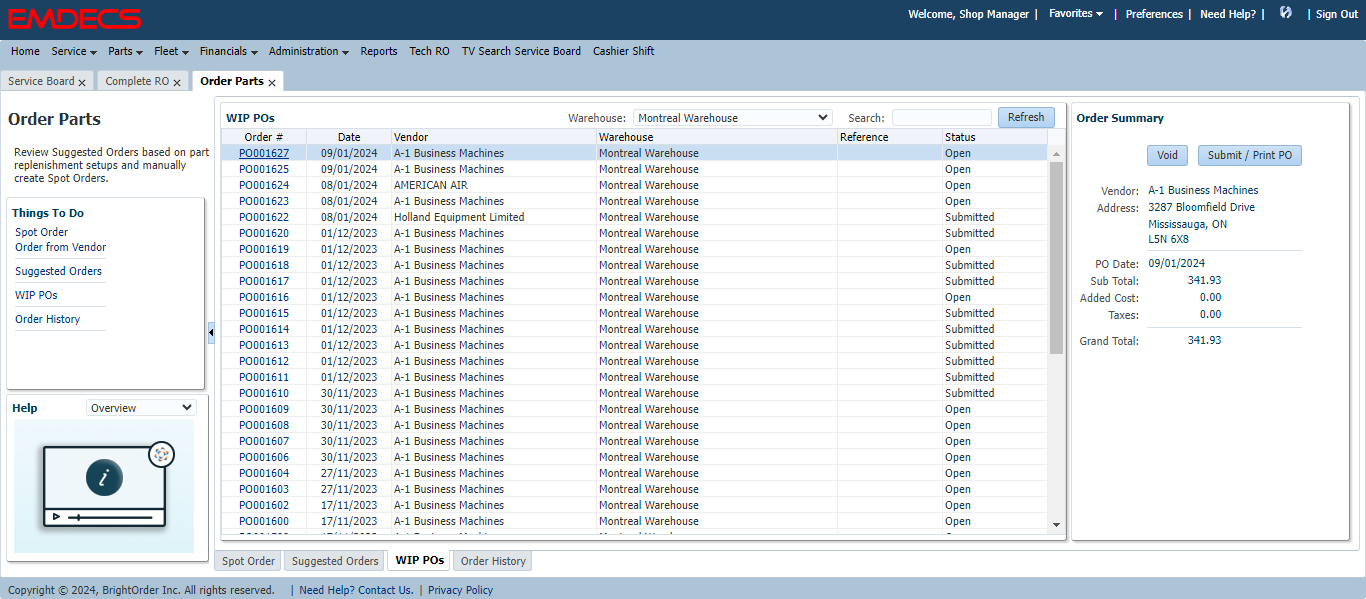 EMDECS
Welcome, Shop Manager | Favorites | Preferences | Need Help? | | Sign Out
Home Service Parts Fleet Financials Administration Reports Tech RO TV Search Service Board Cashier Shift
Service Board x Complete RO x Order Parts x
Order Parts
Review Suggested Orders based on part
replenishment setups and manually
create Spot Orders.
Things To Do
Spot Order
Order from Vendor
Suggested Orders
WIP POs
Order History
Help Overview
i
WIP POs Warehouse: Montreal Warehouse Search: Refresh
Order # Date Vendor Warehouse Reference Status
PO001627 09/01/2024 A-1 Business Machines Montreal Warehouse Open
PO001625 09/01/2024 A-1 Business Machines Montreal Warehouse Open
PO001624 08/01/2024 AMERICAN AIR Montreal Warehouse Open
PO001623 08/01/2024 A-1 Business Machines Montreal Warehouse Open
PO001622 08/01/2024 Holland Equipment Limited Montreal Warehouse Submitted
PO001620 01/12/2023 A-1 Business Machines Montreal Warehouse Submitted
PO001619 01/12/2023 A-1 Business Machines Montreal Warehouse Open
PO001618 01/12/2023 A-1 Business Machines Montreal Warehouse Submitted
PO001617 01/12/2023 A-1 Business Machines Montreal Warehouse Submitted
PO001616 01/12/2023 A-1 Business Machines Montreal Warehouse Open
PO001615 01/12/2023 A-1 Business Machines Montreal Warehouse Submitted
PO001614 01/12/2023 A-1 Business Machines Montreal Warehouse Submitted
PO001613 01/12/2023 A-1 Business Machines Montreal Warehouse Submitted
PO001612 01/12/2023 A-1 Business Machines Montreal Warehouse Submitted
PO001611 01/12/2023 A-1 Business Machines Montreal Warehouse Submitted
PO001610 30/11/2023 A-1 Business Machines Montreal Warehouse Submitted
PO001609 30/11/2023 A-1 Business Machines Montreal Warehouse Open
PO001608 30/11/2023 A-1 Business Machines Montreal Warehouse Open
PO001607 30/11/2023 A-1 Business Machines Montreal Warehouse Open
PO001606 30/11/2023 A-1 Business Machines Montreal Warehouse Open
PO001604 27/11/2023 A-1 Business Machines Montreal Warehouse Open
PO001603 27/11/2023 A-1 Business Machines Montreal Warehouse Open
PO001602 17/11/2023 A-1 Business Machines Montreal Warehouse Open
PO001600 17/11/2023 A-1 Business Machines Montreal Warehouse Open
Order Summary
Void Submit / Print PO
Vendor: A-1 Business Machines
Address: 3287 Bloomfield Drive
Mississauga, ON
L5N 6X8
PO Date: 09/01/2024
Sub Total: 341.93
Added Cost: 0.00
Taxes: 0.00
Grand Total: 341.93
Spot Order Suggested Orders WIP POs Order History
Copyright © 2024, BrightOrder Inc. All rights reserved. | Need Help? Contact Us. | Privacy Policy